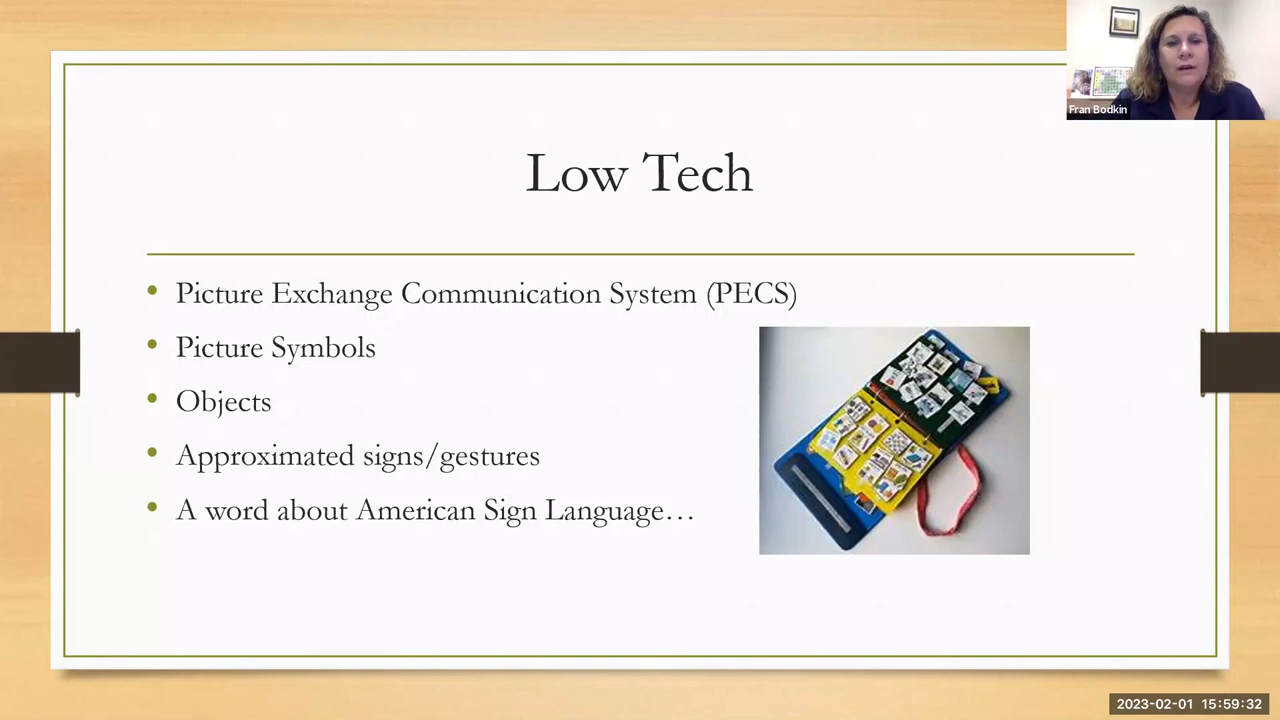 Fran Bodkin
Low Tech
• Picture Exchange Communication System (PECS)
• Picture Symbols
• Objects
• Approximated signs/gestures
• A word about American Sign Language…
2023-02-01 15:59:32